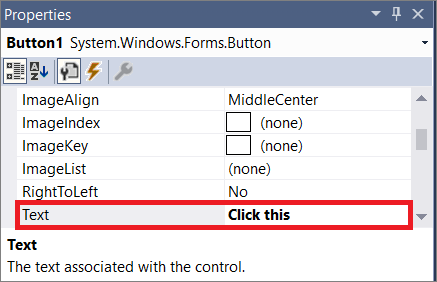 Properties
Button1 System.Windows.Forms.Button
A Z
ImageAlign MiddleCenter
ImageIndex (none)
ImageKey (none)
ImageList (none)
RightToLeft No
Text Click this
Text
The text associated with the control.